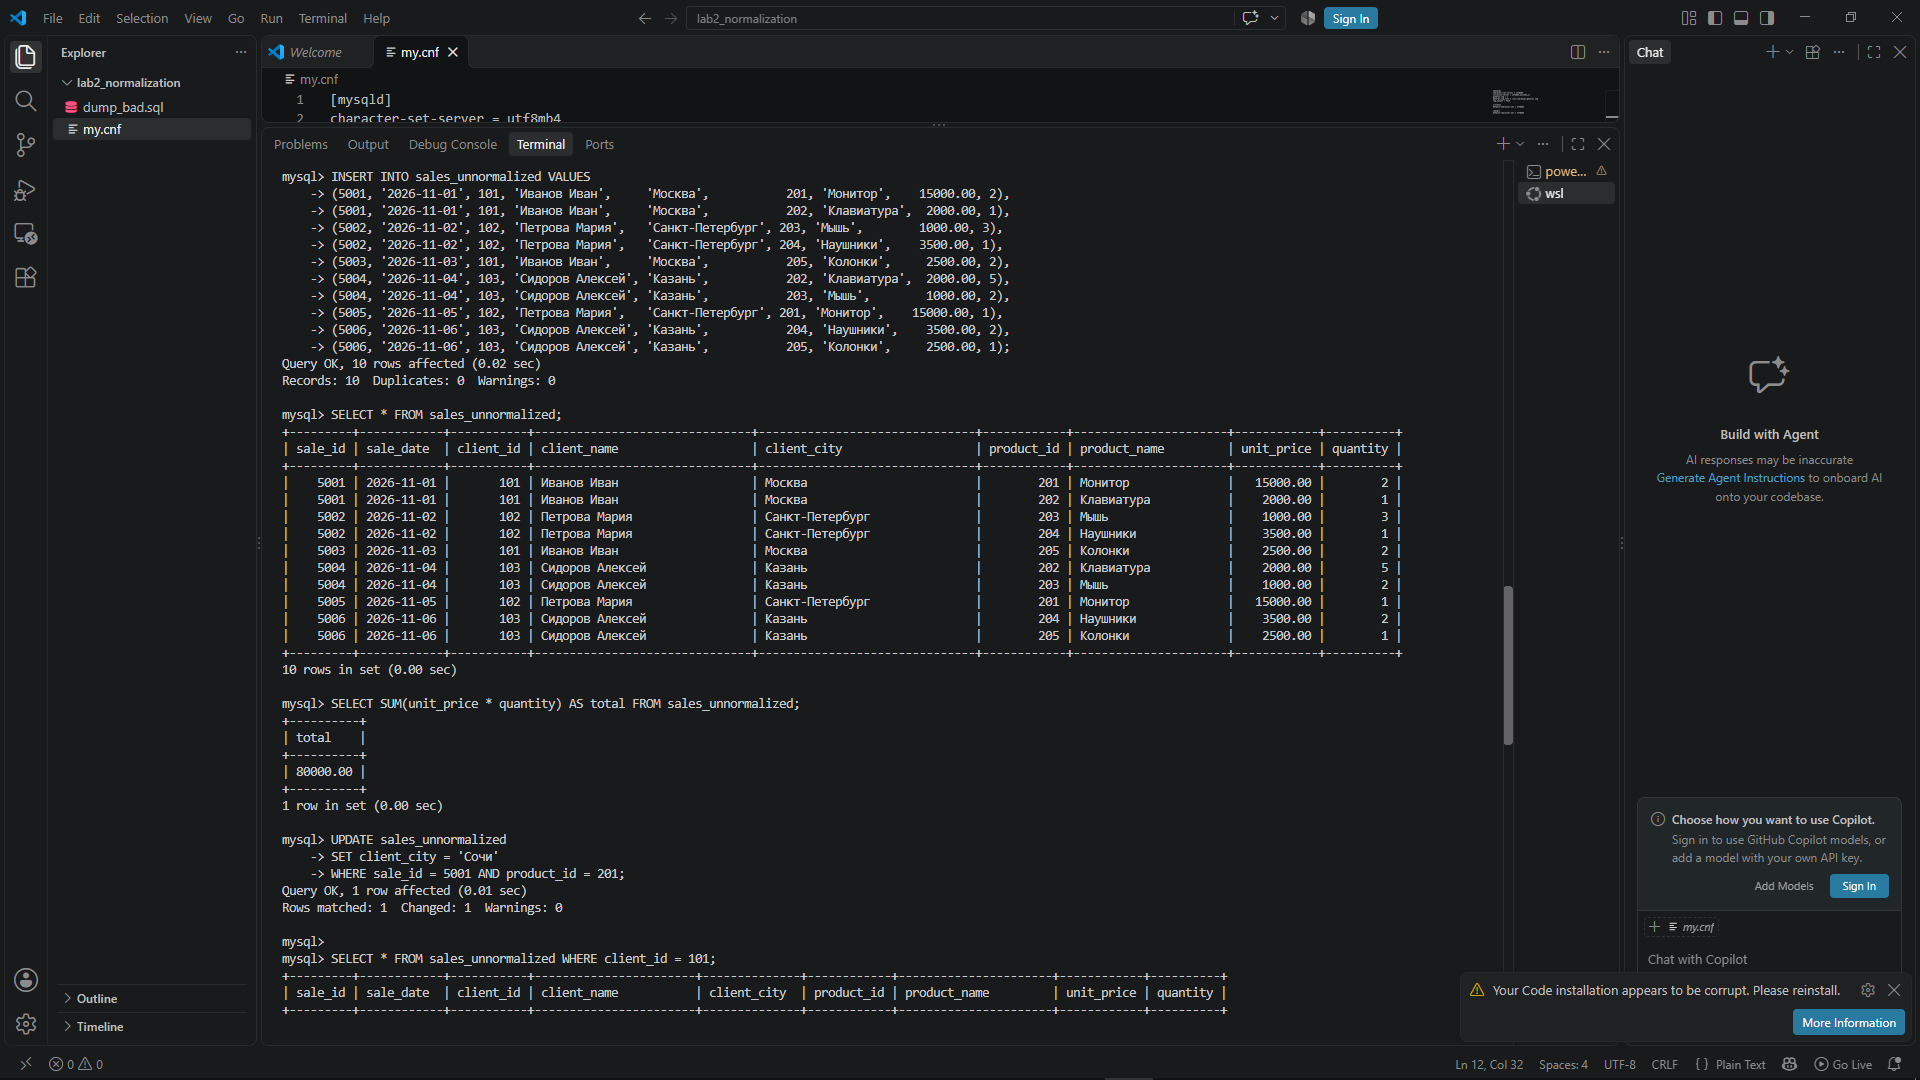 File Edit Selection View Go Run Terminal Help
lab2_normalization
Sign In
Explorer
lab2_normalization
dump_bad.sql
my.cnf
Outline
Timeline
Welcome
my.cnf
my.cnf
1 [mysqld]
2 character-set-server = utf8mb4
Problems Output Debug Console Terminal Ports
mysql> INSERT INTO sales_unnormalized VALUES
    -> (5001, '2026-11-01', 101, 'Иванов Иван', 'Москва', 201, 'Монитор', 15000.00, 2),
    -> (5001, '2026-11-01', 101, 'Иванов Иван', 'Москва', 202, 'Клавиатура', 2000.00, 1),
    -> (5002, '2026-11-02', 102, 'Петрова Мария', 'Санкт-Петербург', 203, 'Мышь', 1000.00, 3),
    -> (5002, '2026-11-02', 102, 'Петрова Мария', 'Санкт-Петербург', 204, 'Наушники', 3500.00, 1),
    -> (5003, '2026-11-03', 101, 'Иванов Иван', 'Москва', 205, 'Колонки', 2500.00, 2),
    -> (5004, '2026-11-04', 103, 'Сидоров Алексей', 'Казань', 202, 'Клавиатура', 2000.00, 5),
    -> (5004, '2026-11-04', 103, 'Сидоров Алексей', 'Казань', 203, 'Мышь', 1000.00, 2),
    -> (5005, '2026-11-05', 102, 'Петрова Мария', 'Санкт-Петербург', 201, 'Монитор', 15000.00, 1),
    -> (5006, '2026-11-06', 103, 'Сидоров Алексей', 'Казань', 204, 'Наушники', 3500.00, 2),
    -> (5006, '2026-11-06', 103, 'Сидоров Алексей', 'Казань', 205, 'Колонки', 2500.00, 1);
Query OK, 10 rows affected (0.02 sec)
Records: 10  Duplicates: 0  Warnings: 0
mysql> SELECT * FROM sales_unnormalized;
| sale_id | sale_date | client_id | client_name | client_city | product_id | product_name | unit_price | quantity |
| 5001 | 2026-11-01 | 101 | Иванов Иван | Москва | 201 | Монитор | 15000.00 | 2 |
| 5001 | 2026-11-01 | 101 | Иванов Иван | Москва | 202 | Клавиатура | 2000.00 | 1 |
| 5002 | 2026-11-02 | 102 | Петрова Мария | Санкт-Петербург | 203 | Мышь | 1000.00 | 3 |
| 5002 | 2026-11-02 | 102 | Петрова Мария | Санкт-Петербург | 204 | Наушники | 3500.00 | 1 |
| 5003 | 2026-11-03 | 101 | Иванов Иван | Москва | 205 | Колонки | 2500.00 | 2 |
| 5004 | 2026-11-04 | 103 | Сидоров Алексей | Казань | 202 | Клавиатура | 2000.00 | 5 |
| 5004 | 2026-11-04 | 103 | Сидоров Алексей | Казань | 203 | Мышь | 1000.00 | 2 |
| 5005 | 2026-11-05 | 102 | Петрова Мария | Санкт-Петербург | 201 | Монитор | 15000.00 | 1 |
| 5006 | 2026-11-06 | 103 | Сидоров Алексей | Казань | 204 | Наушники | 3500.00 | 2 |
| 5006 | 2026-11-06 | 103 | Сидоров Алексей | Казань | 205 | Колонки | 2500.00 | 1 |
10 rows in set (0.00 sec)
mysql> SELECT SUM(unit_price * quantity) AS total FROM sales_unnormalized;
| total |
| 80000.00 |
1 row in set (0.00 sec)
mysql> UPDATE sales_unnormalized
    -> SET client_city = 'Сочи'
    -> WHERE sale_id = 5001 AND product_id = 201;
Query OK, 1 row affected (0.01 sec)
Rows matched: 1  Changed: 1  Warnings: 0
mysql>
mysql> SELECT * FROM sales_unnormalized WHERE client_id = 101;
| sale_id | sale_date | client_id | client_name | client_city | product_id | product_name | unit_price | quantity |
powe...
wsl
Chat
Build with Agent
AI responses may be inaccurate
Generate Agent Instructions to onboard AI
onto your codebase.
Choose how you want to use Copilot.
Sign in to use GitHub Copilot models, or
add a model with your own API key.
Add Models
Sign In
my.cnf
Chat with Copilot
Your Code installation appears to be corrupt. Please reinstall.
More Information
0 0
Ln 12, Col 32
Spaces: 4
UTF-8
CRLF
{ } Plain Text
Go Live